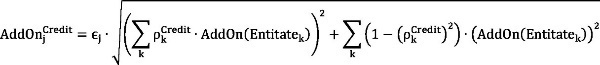 AddOn_j^Credit = ϵ_j · √((∑_k ρ_k^Credit · AddOn(Entitate_k))^2 + ∑_k (1 − (ρ_k^Credit)^2) · (AddOn(Entitate_k))^2)